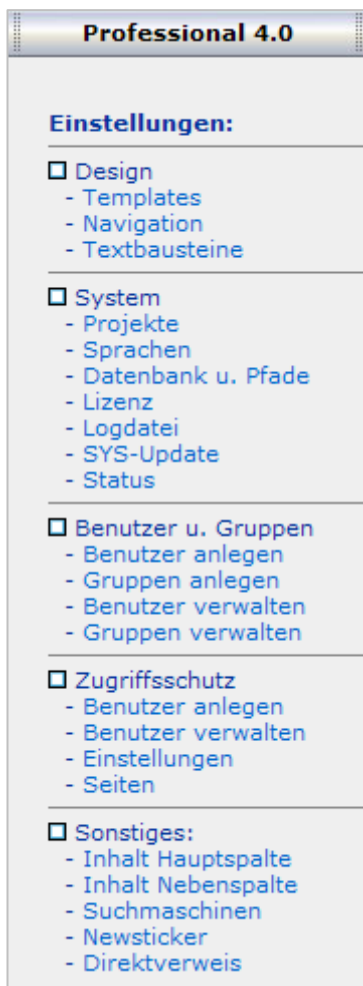 Professional 4.0
Einstellungen:
Design
- Templates
- Navigation
- Textbausteine
System
- Projekte
- Sprachen
- Datenbank u. Pfade
- Lizenz
- Logdatei
- SYS-Update
- Status
Benutzer u. Gruppen
- Benutzer anlegen
- Gruppen anlegen
- Benutzer verwalten
- Gruppen verwalten
Zugriffsschutz
- Benutzer anlegen
- Benutzer verwalten
- Einstellungen
- Seiten
Sonstiges:
- Inhalt Hauptspalte
- Inhalt Nebenspalte
- Suchmaschinen
- Newsticker
- Direktverweis